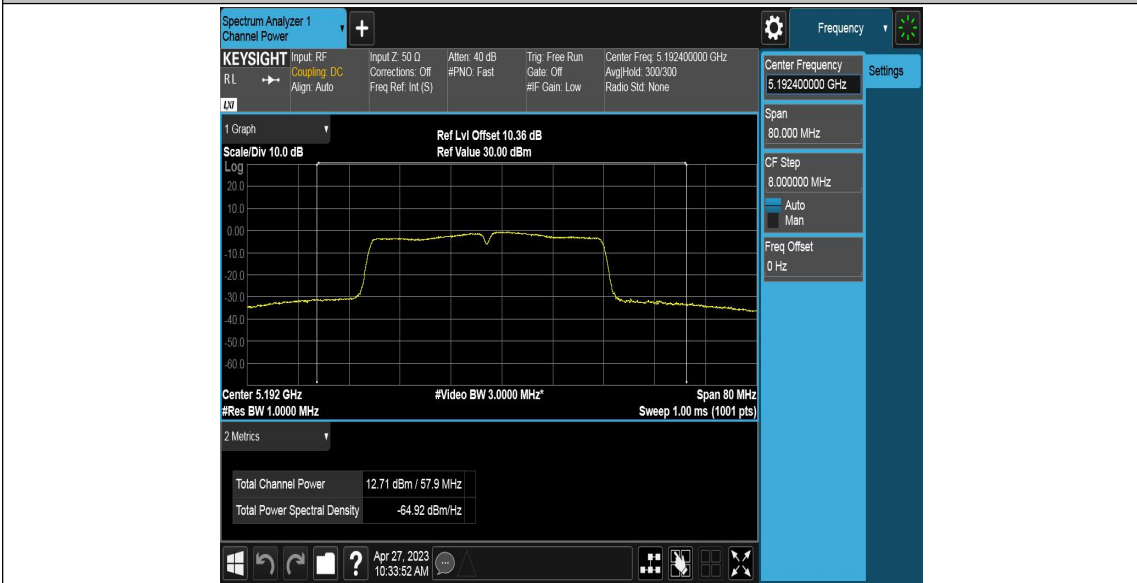 Spectrum Analyzer 1
Channel Power
+
Frequency
KEYSIGHT
R L
LXI
Input: RF
Coupling: DC
Align: Auto
Input Z: 50 Ω
Corrections: Off
Freq Ref: Int (S)
Atten: 40 dB
#PNO: Fast
Trig: Free Run
Gate: Off
#IF Gain: Low
Center Freq: 5.192400000 GHz
Avg|Hold: 300/300
Radio Std: None
Center Frequency
5.192400000 GHz
Settings
Span
80.000 MHz
CF Step
8.000000 MHz
Auto
Man
Freq Offset
0 Hz
1 Graph
Ref Lvl Offset 10.36 dB
Scale/Div 10.0 dB
Ref Value 30.00 dBm
Log
20.0
10.0
0.00
-10.0
-20.0
-30.0
-40.0
-50.0
-60.0
Center 5.192 GHz
#Video BW 3.0000 MHz*
Span 80 MHz
#Res BW 1.0000 MHz
Sweep 1.00 ms (1001 pts)
2 Metrics
Total Channel Power 12.71 dBm / 57.9 MHz
Total Power Spectral Density -64.92 dBm/Hz
?
Apr 27, 2023
10:33:52 AM